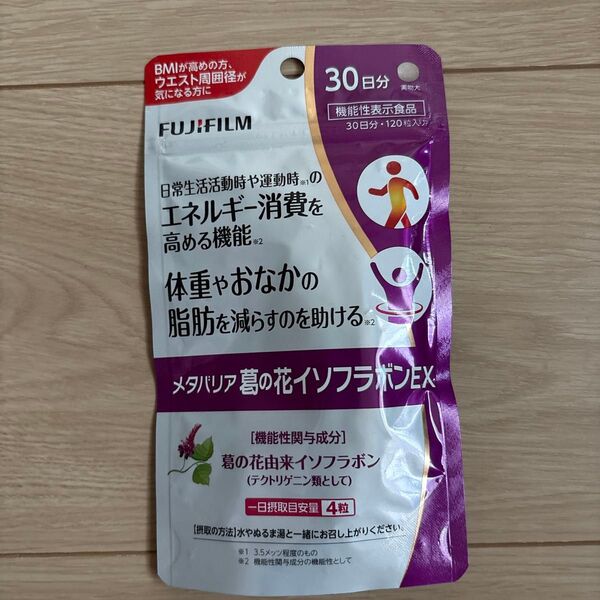 BMIが高めの方、
ウエスト周囲径が
気になる方に
30日分
実物大
機能性表示食品
30日分・120粒入り
FUJIFILM
日常生活活動時や運動時※1の
エネルギー消費を
高める機能※2
体重やおなかの
脂肪を減らすのを助ける※2
メタバリア 葛の花イソフラボンEX
[機能性関与成分]
葛の花由来イソフラボン
(テクトリゲニン類として)
一日摂取目安量 4粒
【摂取の方法】水やぬるま湯と一緒にお召し上がりください。
※1 3.5メッツ程度のもの
※2 機能性関与成分の機能性として